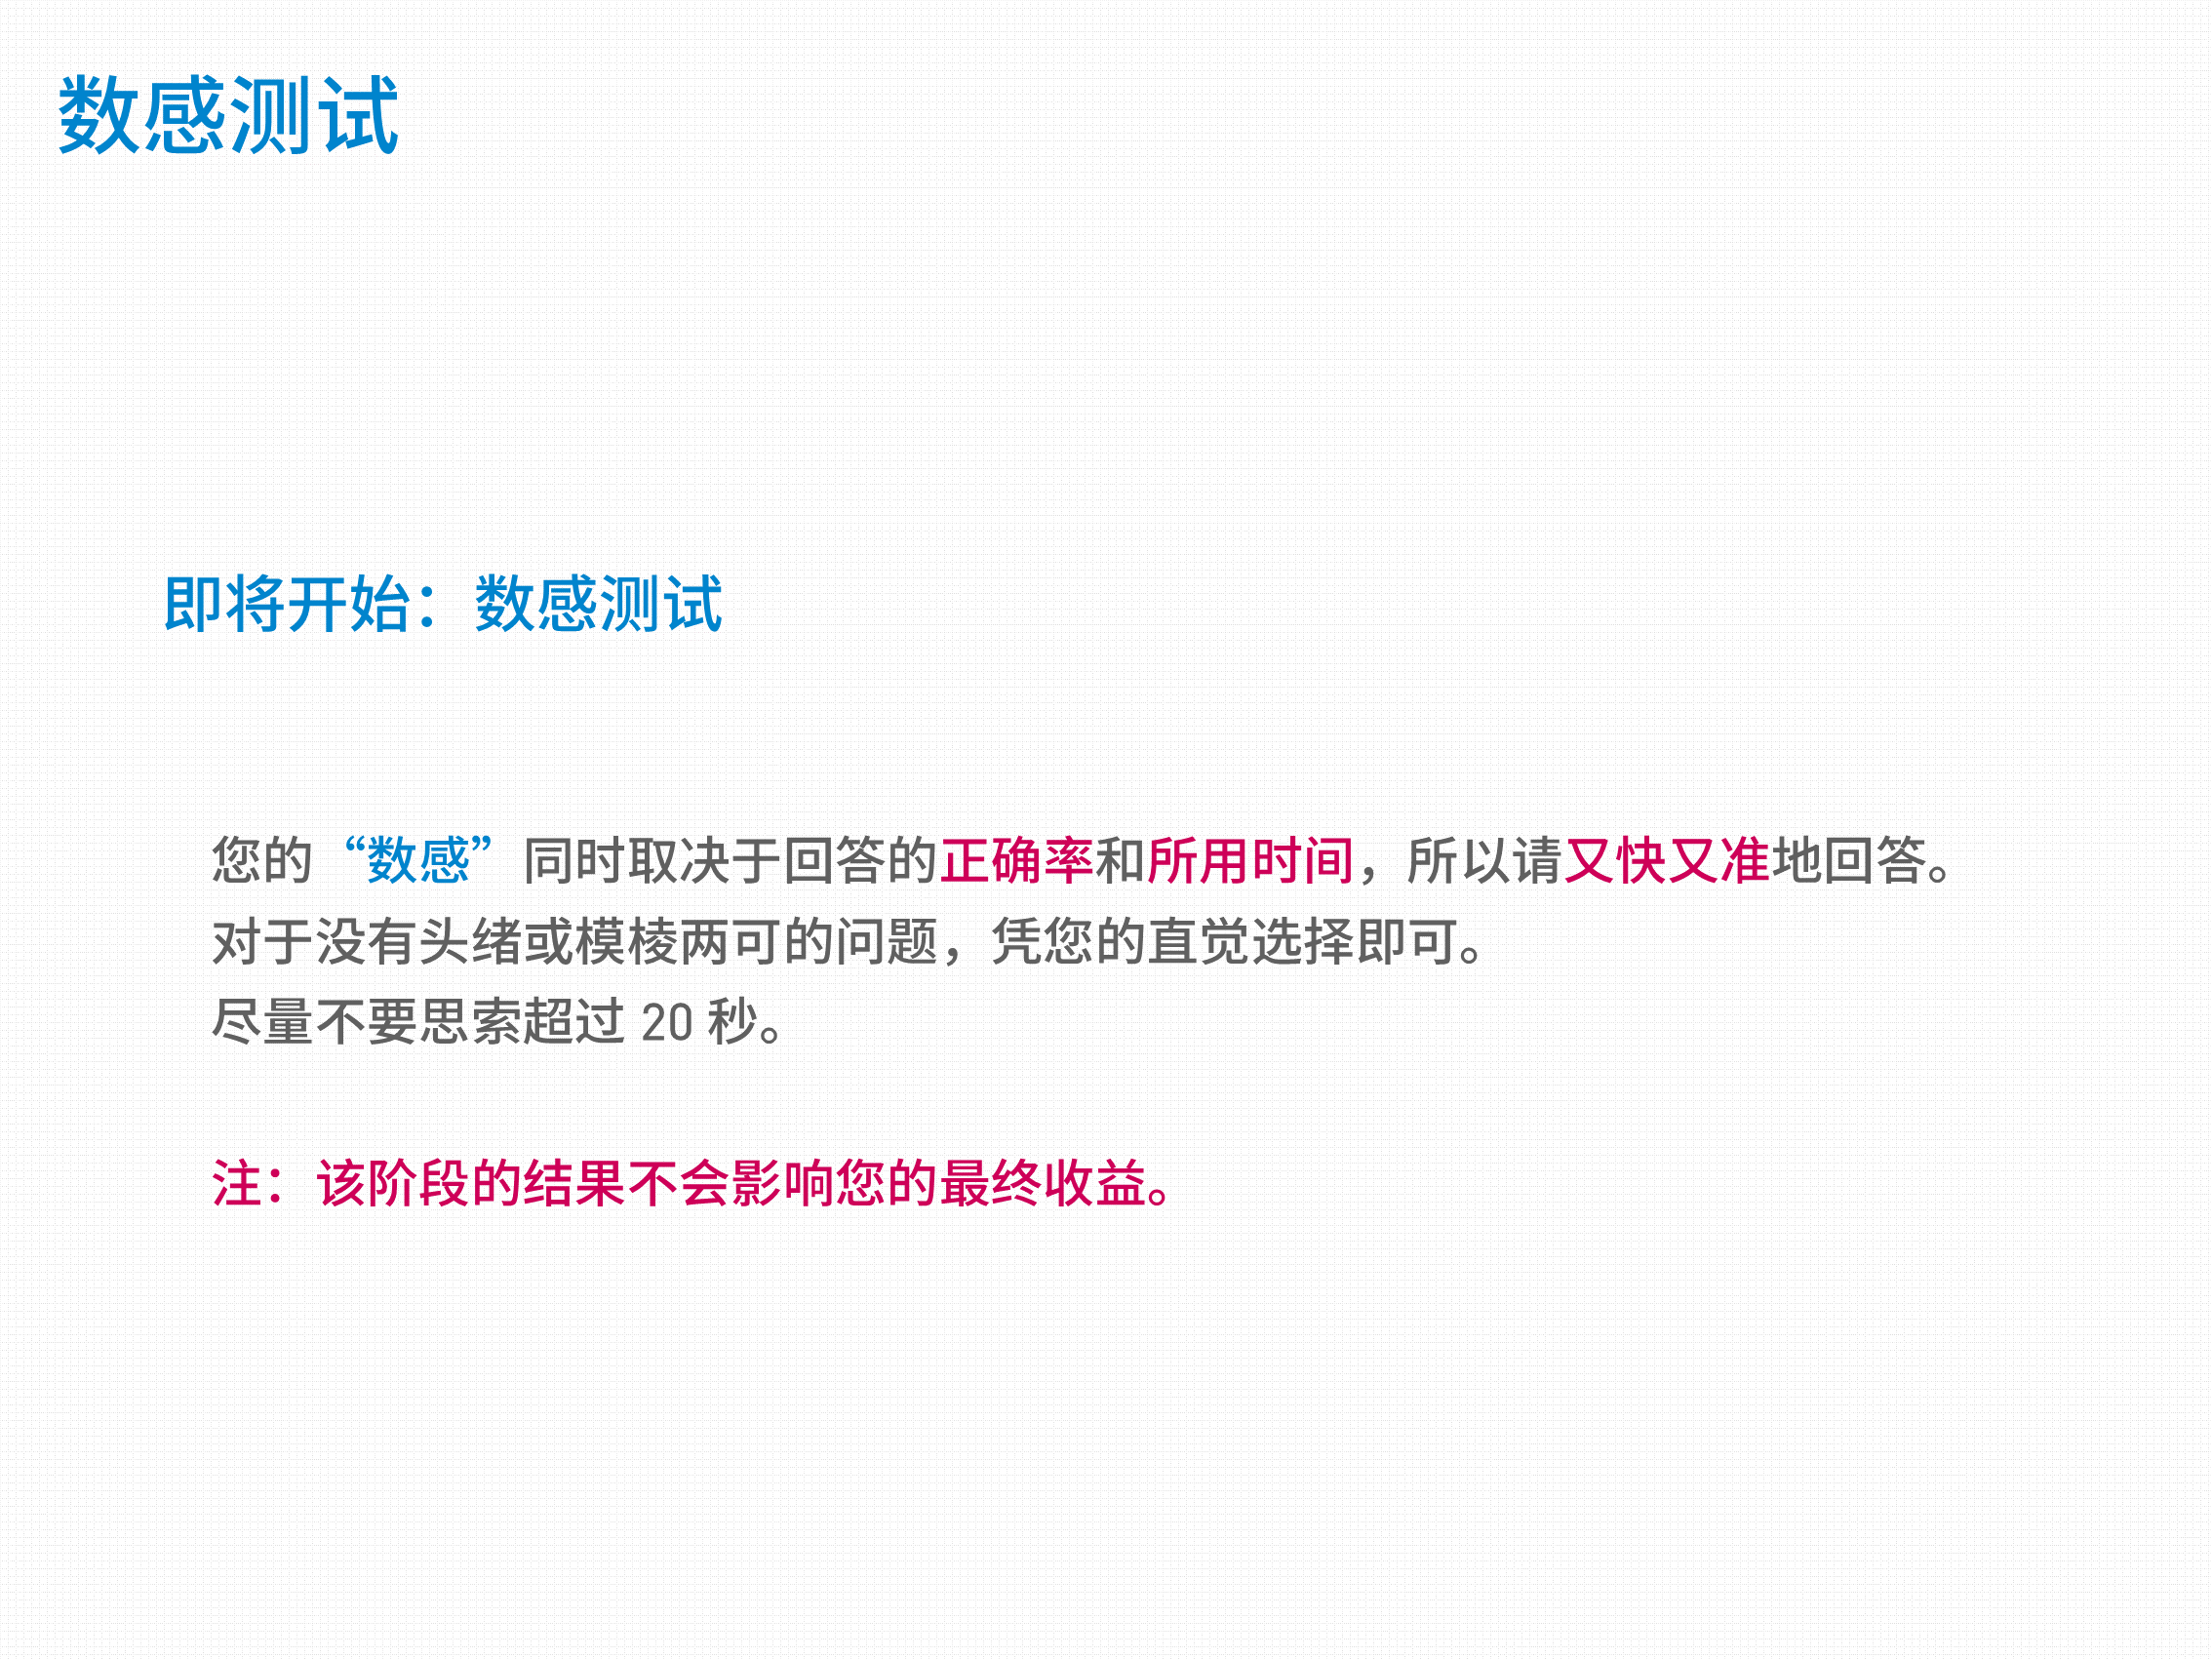 数感测试
即将开始：数感测试
您的“数感”同时取决于回答的正确率和所用时间，所以请又快又准地回答。
对于没有头绪或模棱两可的问题，凭您的直觉选择即可。
尽量不要思索超过 20 秒。
注：该阶段的结果不会影响您的最终收益。